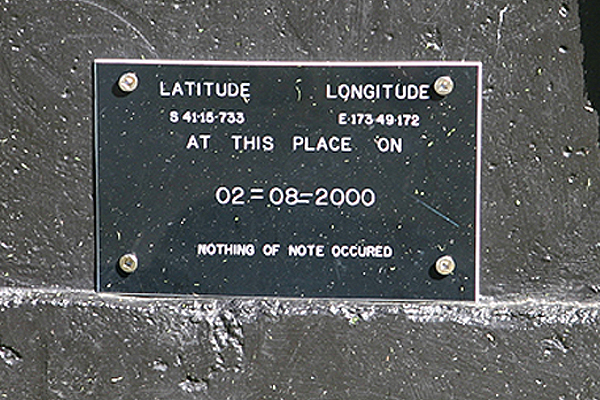 LATITUDE LONGITUDE
S 41·15·733 E·173·49·172
AT THIS PLACE ON
02=08=2000
NOTHING OF NOTE OCCURED